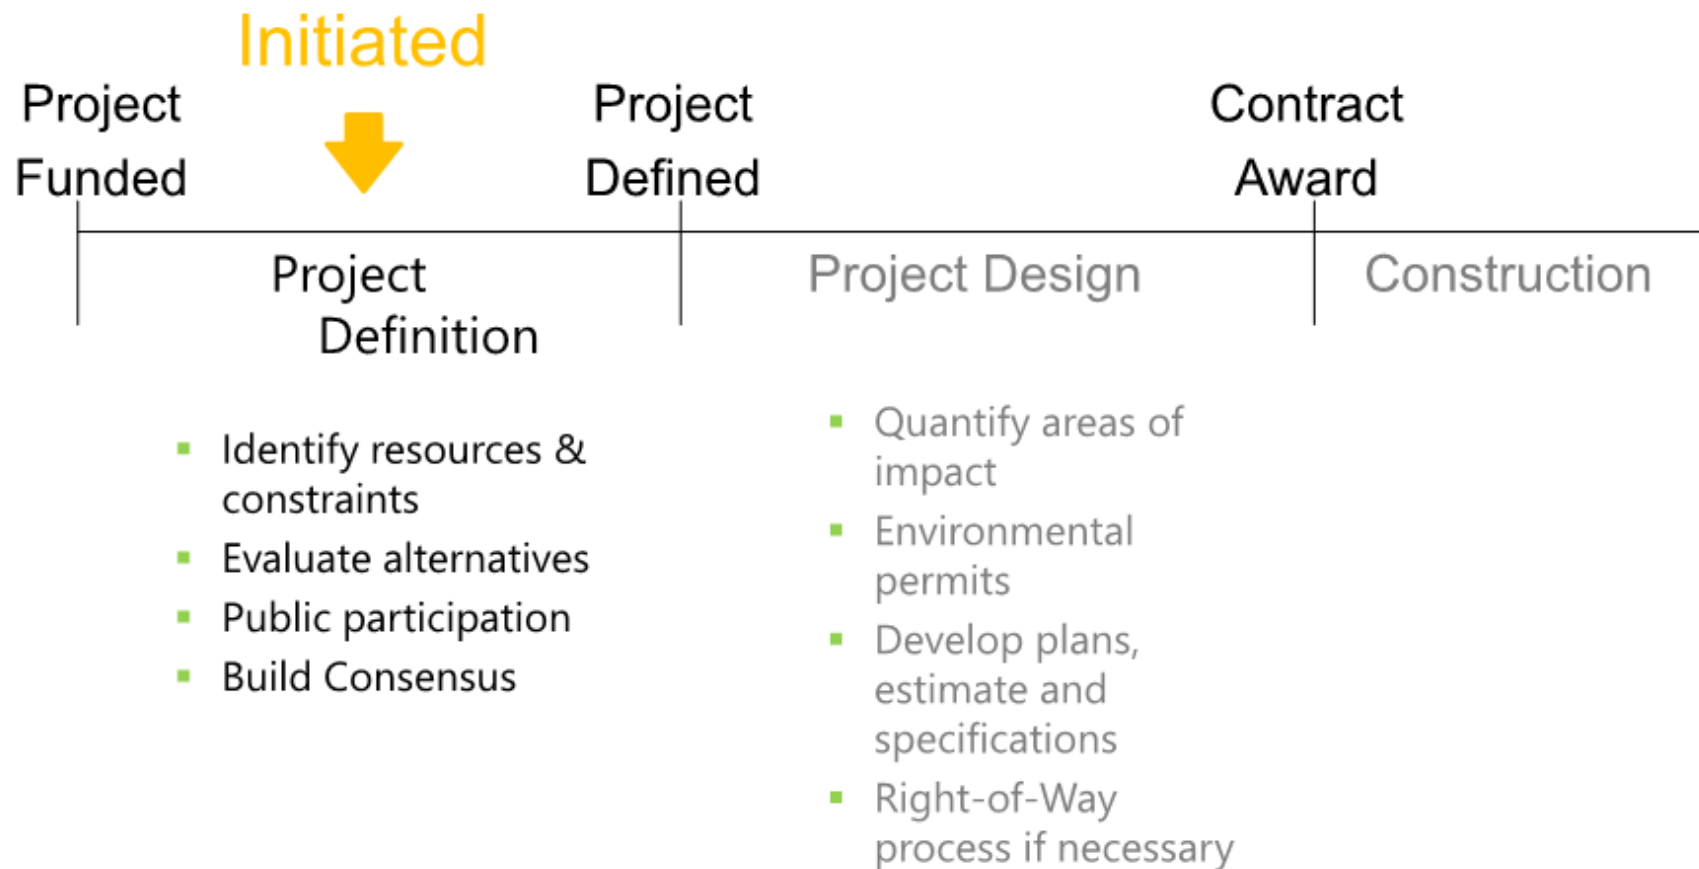 Initiated
Project
Funded
Project
Defined
Contract
Award
Project
Definition
Project Design
Construction
▪ Identify resources &
constraints
▪ Evaluate alternatives
▪ Public participation
▪ Build Consensus
▪ Quantify areas of
impact
▪ Environmental
permits
▪ Develop plans,
estimate and
specifications
▪ Right-of-Way
process if necessary